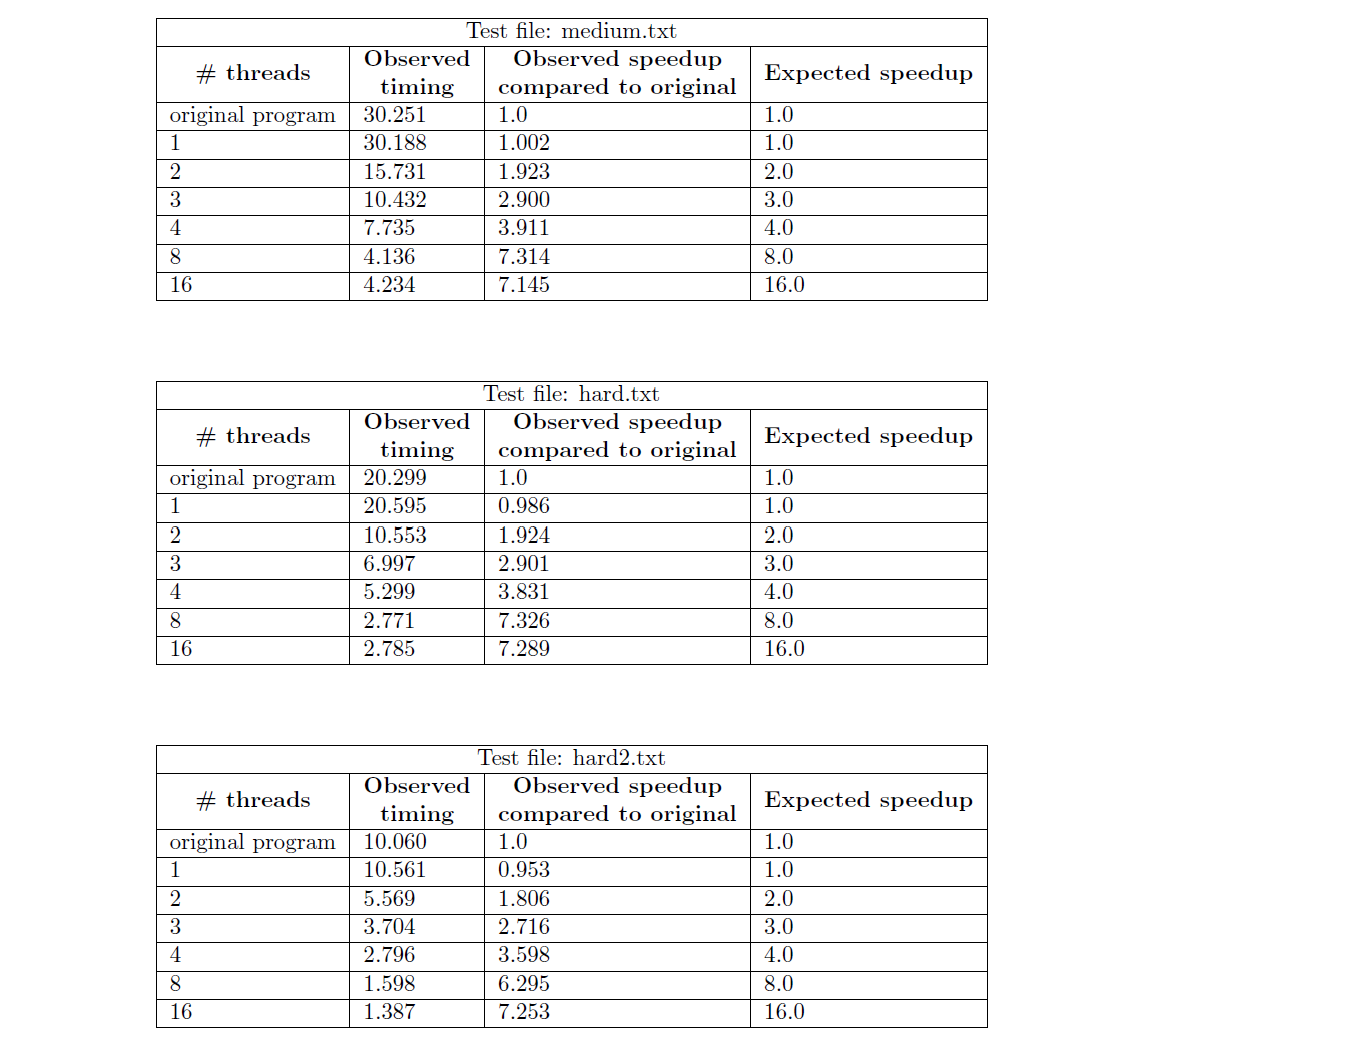 Test file: medium.txt
# threads Observed timing Observed speedup compared to original Expected speedup
original program 30.251 1.0 1.0
1 30.188 1.002 1.0
2 15.731 1.923 2.0
3 10.432 2.900 3.0
4 7.735 3.911 4.0
8 4.136 7.314 8.0
16 4.234 7.145 16.0
Test file: hard.txt
# threads Observed timing Observed speedup compared to original Expected speedup
original program 20.299 1.0 1.0
1 20.595 0.986 1.0
2 10.553 1.924 2.0
3 6.997 2.901 3.0
4 5.299 3.831 4.0
8 2.771 7.326 8.0
16 2.785 7.289 16.0
Test file: hard2.txt
# threads Observed timing Observed speedup compared to original Expected speedup
original program 10.060 1.0 1.0
1 10.561 0.953 1.0
2 5.569 1.806 2.0
3 3.704 2.716 3.0
4 2.796 3.598 4.0
8 1.598 6.295 8.0
16 1.387 7.253 16.0